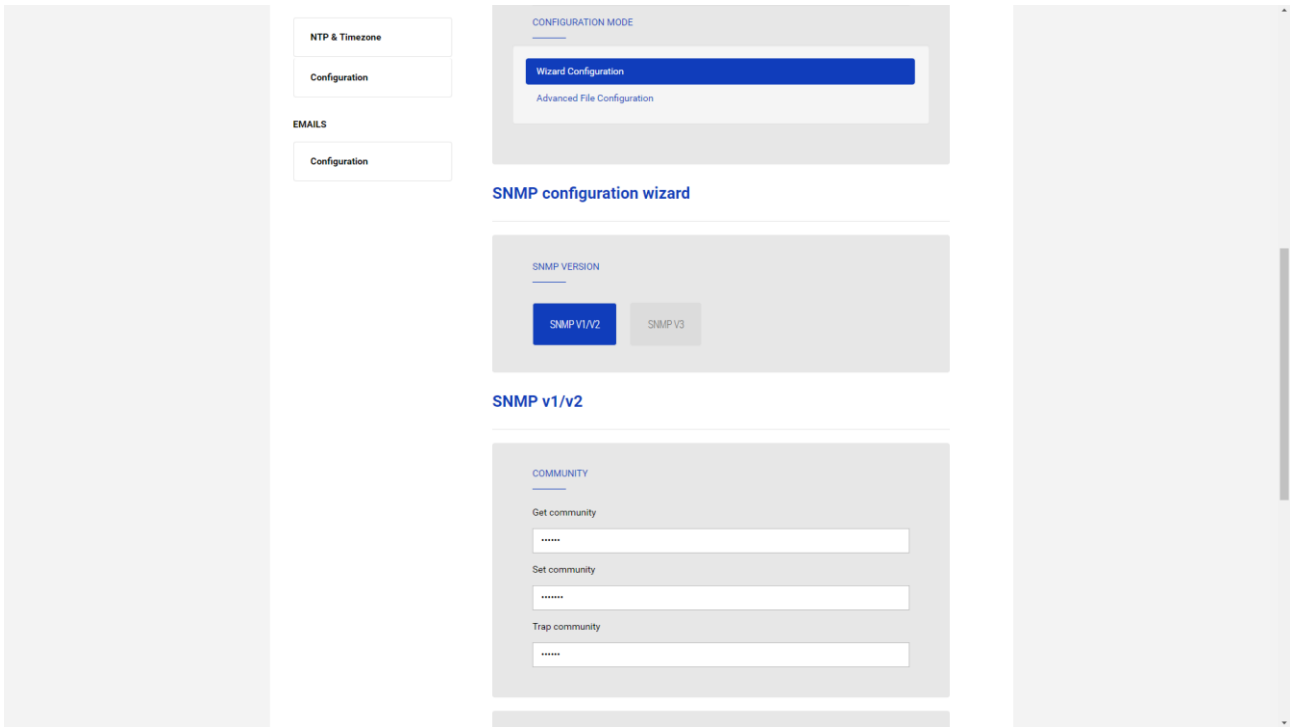 NTP & Timezone
Configuration
EMAILS
Configuration
CONFIGURATION MODE
Wizard Configuration
Advanced File Configuration
SNMP configuration wizard
SNMP VERSION
SNMP V1/V2
SNMP V3
SNMP v1/v2
COMMUNITY
Get community
••••••
Set community
•••••••
Trap community
••••••